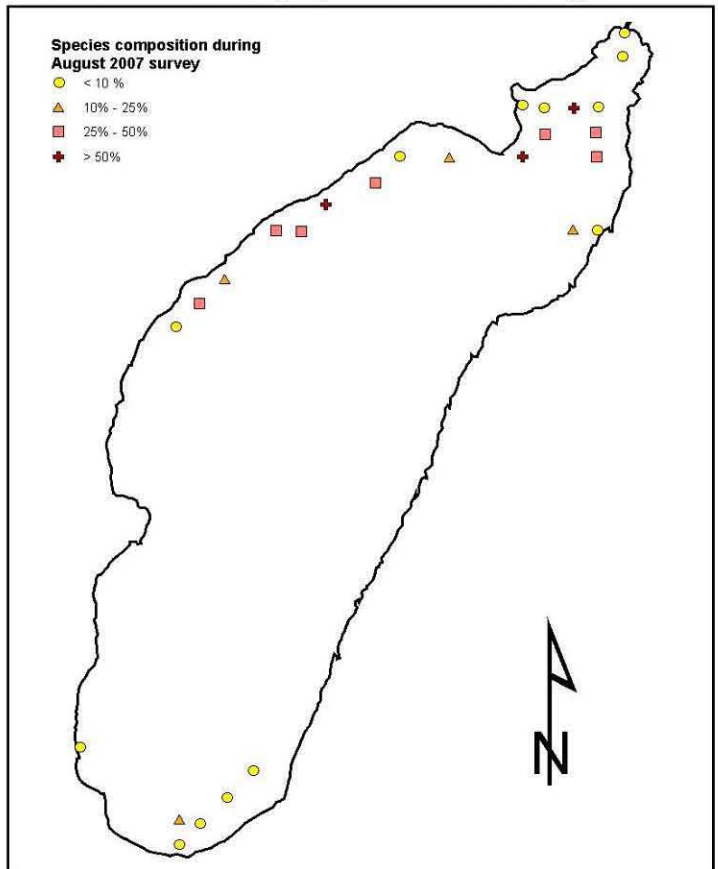 Species composition during
August 2007 survey
< 10 %
10% - 25%
25% - 50%
> 50%
N